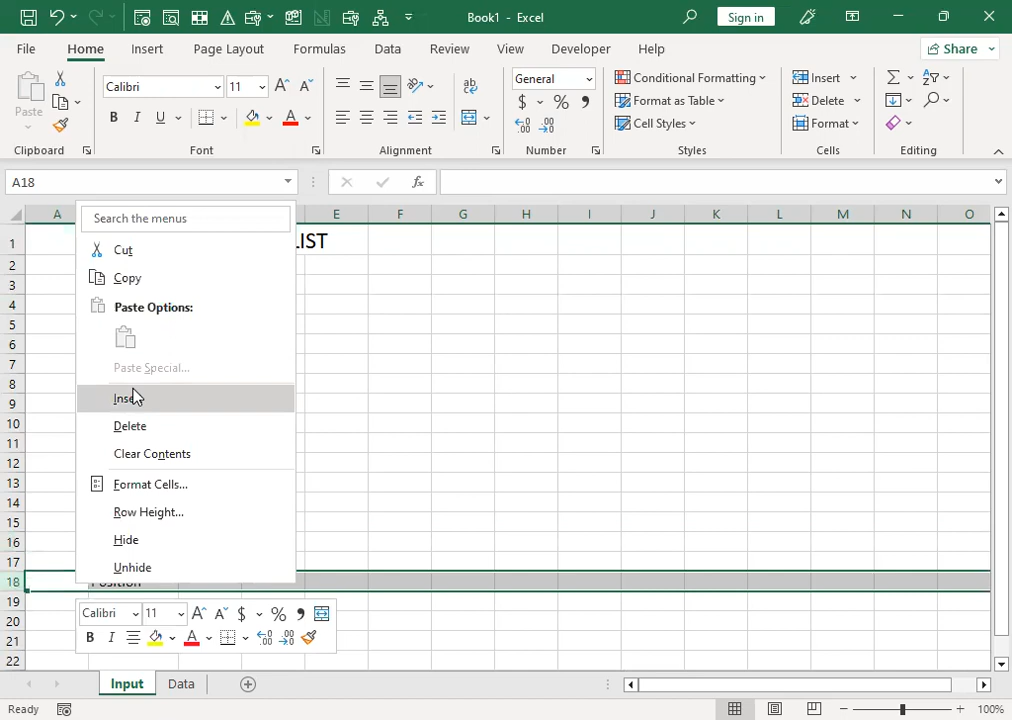 Book1 - Excel
Sign in
File Home Insert Page Layout Formulas Data Review View Developer Help Share
Paste
Calibri 11
General
B I U A
$ %
Conditional Formatting
Format as Table
Cell Styles
Insert
Delete
Format
Clipboard Font Alignment Number Styles Cells Editing
A18
fx
A E F G H I J K L M N O
Search the menus
Cut
Copy
Paste Options:
Paste Special...
Insert
Delete
Clear Contents
Format Cells...
Row Height...
Hide
Unhide
1 LIST
2
3
4
5
6
7
8
9
10
11
12
13
14
15
16
17
18 Position
19
20
21
22
Calibri 11 A A $ %
B I A
Input Data
Ready
100%